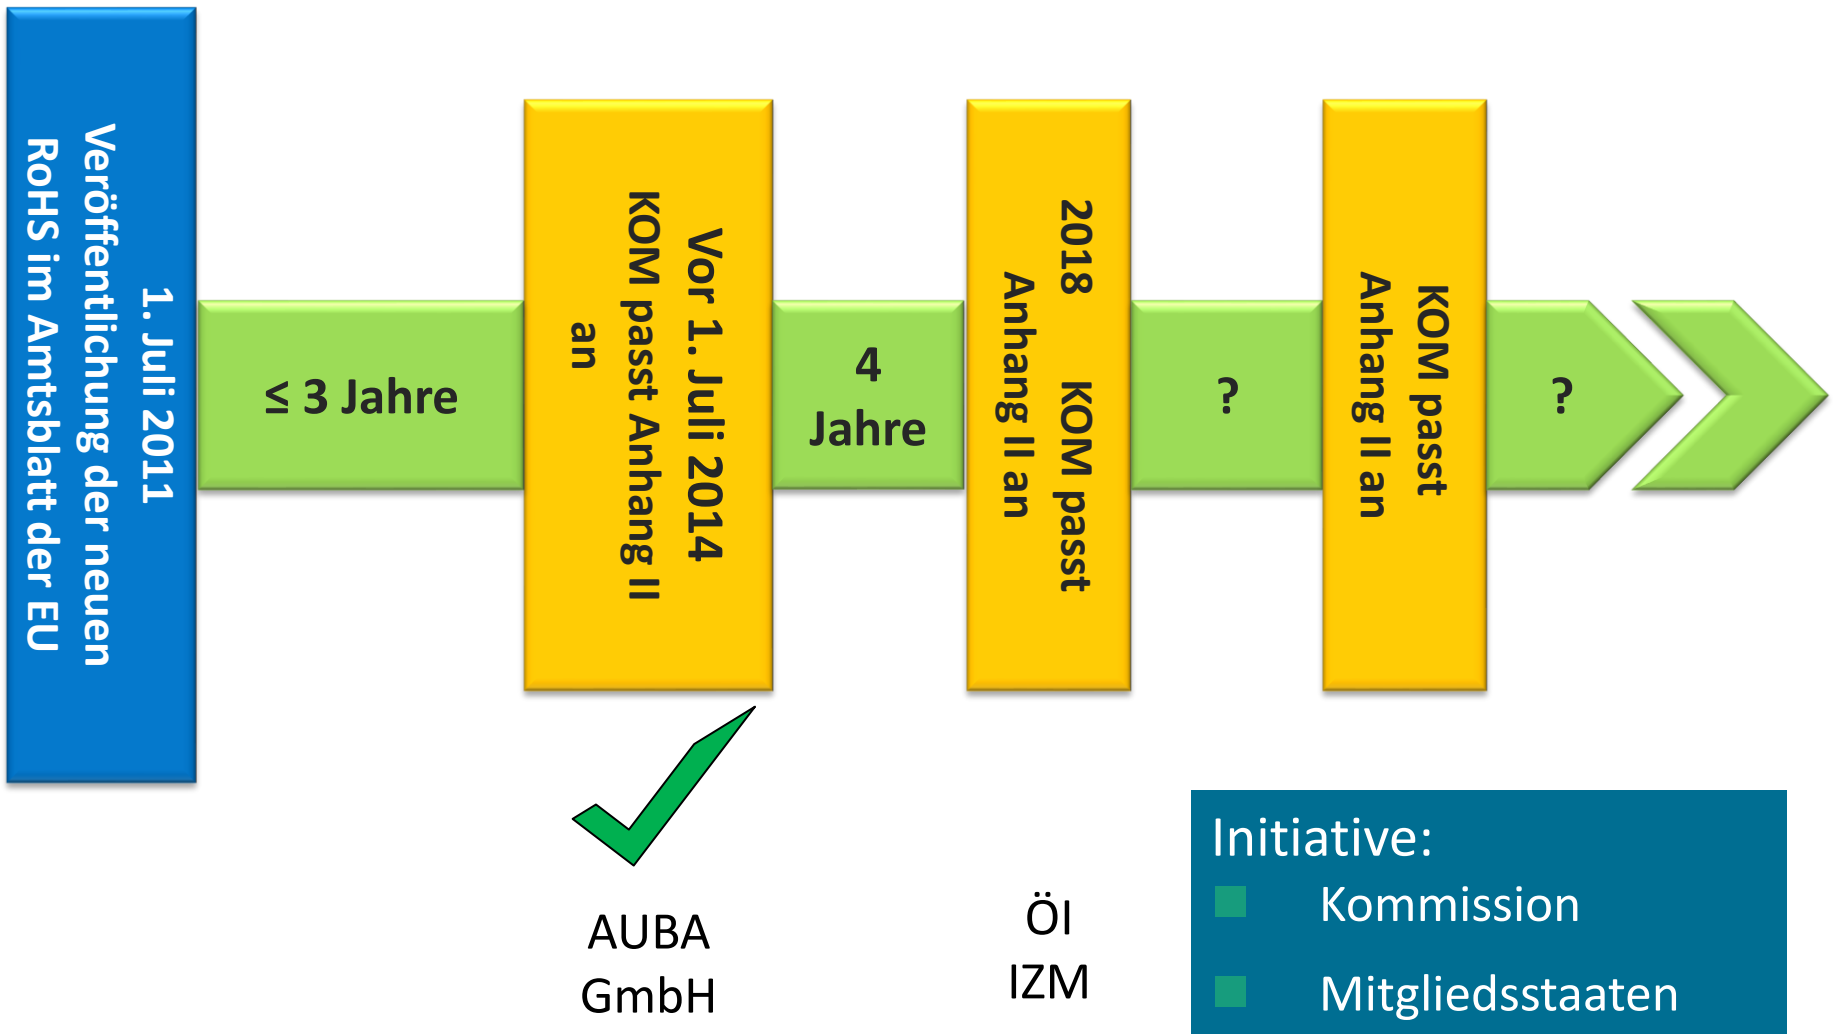 1. Juli 2011
Veröffentlichung der neuen
RoHS im Amtsblatt der EU
≤ 3 Jahre
Vor 1. Juli 2014
KOM passt Anhang II
an
4
Jahre
2018 KOM passt
Anhang II an
?
KOM passt
Anhang II an
?
AUBA
GmbH
ÖI
IZM
Initiative:
Kommission
Mitgliedsstaaten